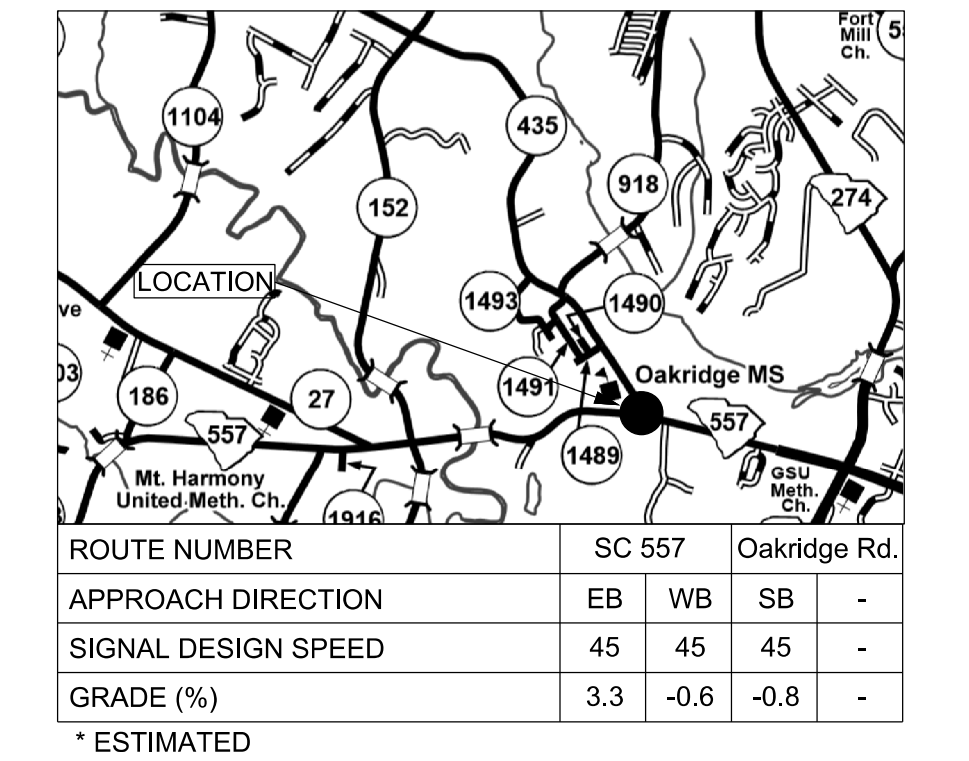 Fort
Mill
Ch.
5
1104
435
918
152
274
LOCATION
1493
1490
ve
03
1491
Oakridge MS
186
27
557
557
1489
Mt. Harmony
United Meth. Ch.
GSU
Meth.
Ch.
1916
ROUTE NUMBER SC 557 Oakridge Rd.
APPROACH DIRECTION EB WB SB -
SIGNAL DESIGN SPEED 45 45 45 -
GRADE (%) 3.3 -0.6 -0.8 -
* ESTIMATED